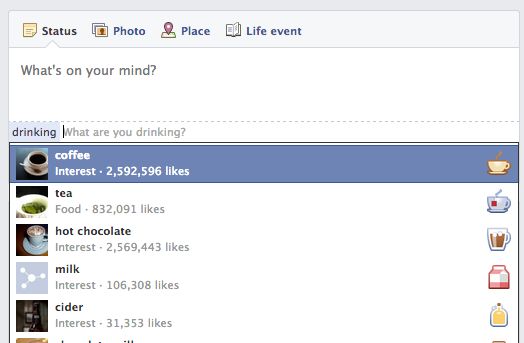 Status Photo Place Life event
What's on your mind?
drinking What are you drinking?
coffee
Interest · 2,592,596 likes
tea
Food · 832,091 likes
hot chocolate
Interest · 2,569,443 likes
milk
Interest · 106,308 likes
cider
Interest · 31,353 likes